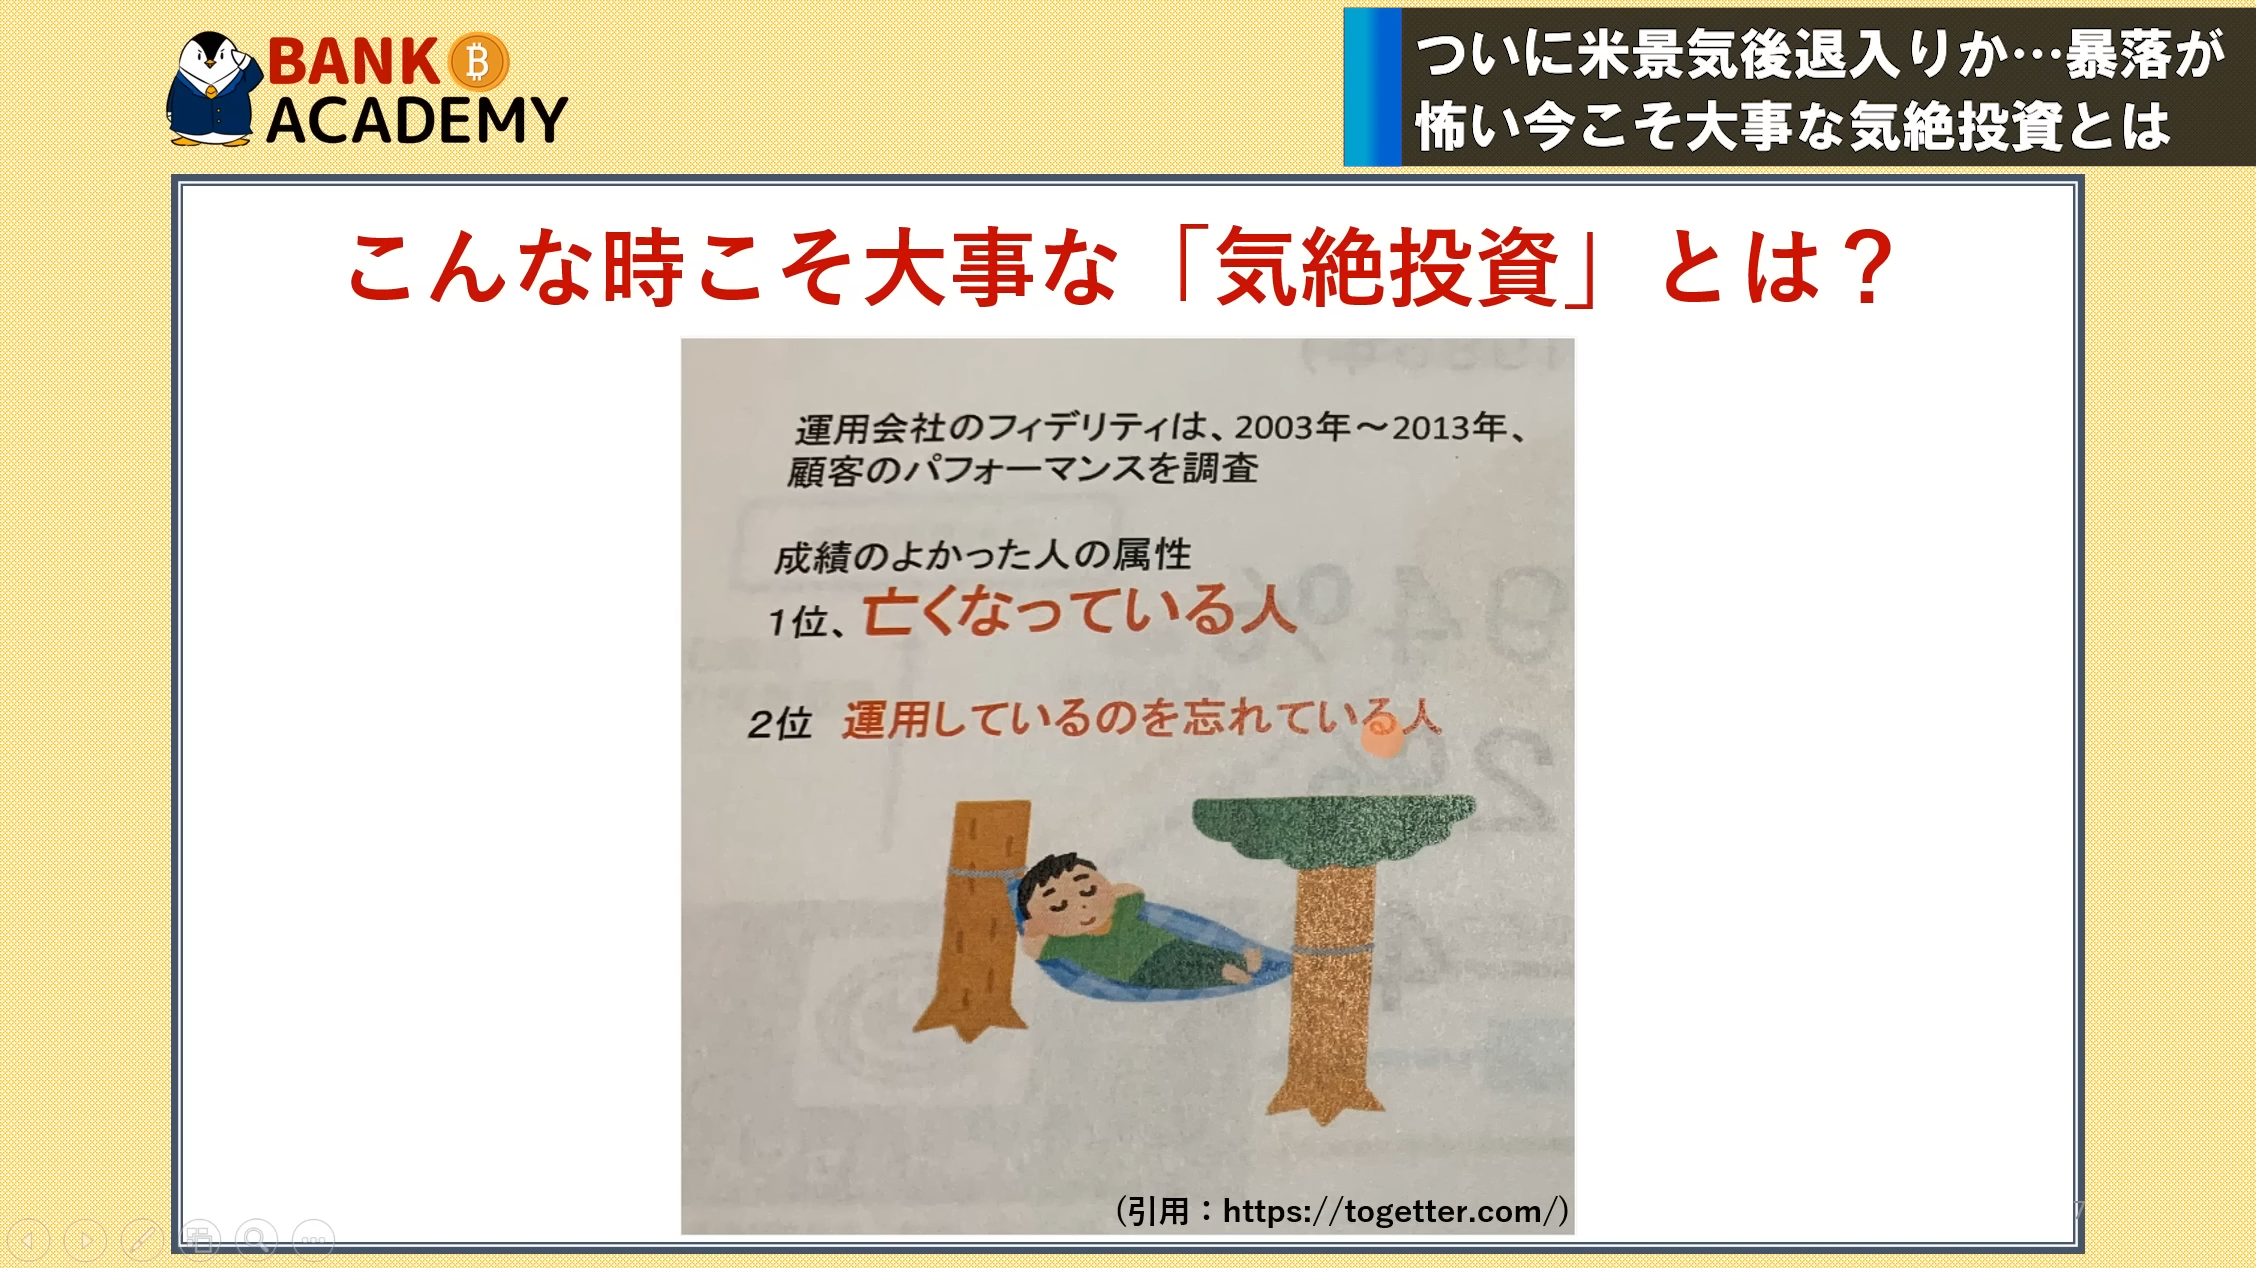 BANK
ACADEMY
ついに米景気後退入りか…暴落が
怖い今こそ大事な気絶投資とは
こんな時こそ大事な「気絶投資」とは？
運用会社のフィデリティは、2003年～2013年、
顧客のパフォーマンスを調査
成績のよかった人の属性
1位、亡くなっている人
2位 運用しているのを忘れている人
(引用：https://togetter.com/)
7